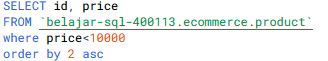 SELECT id, price
FROM `belajar-sql-400113.ecommerce.product`
where price<10000
order by 2 asc